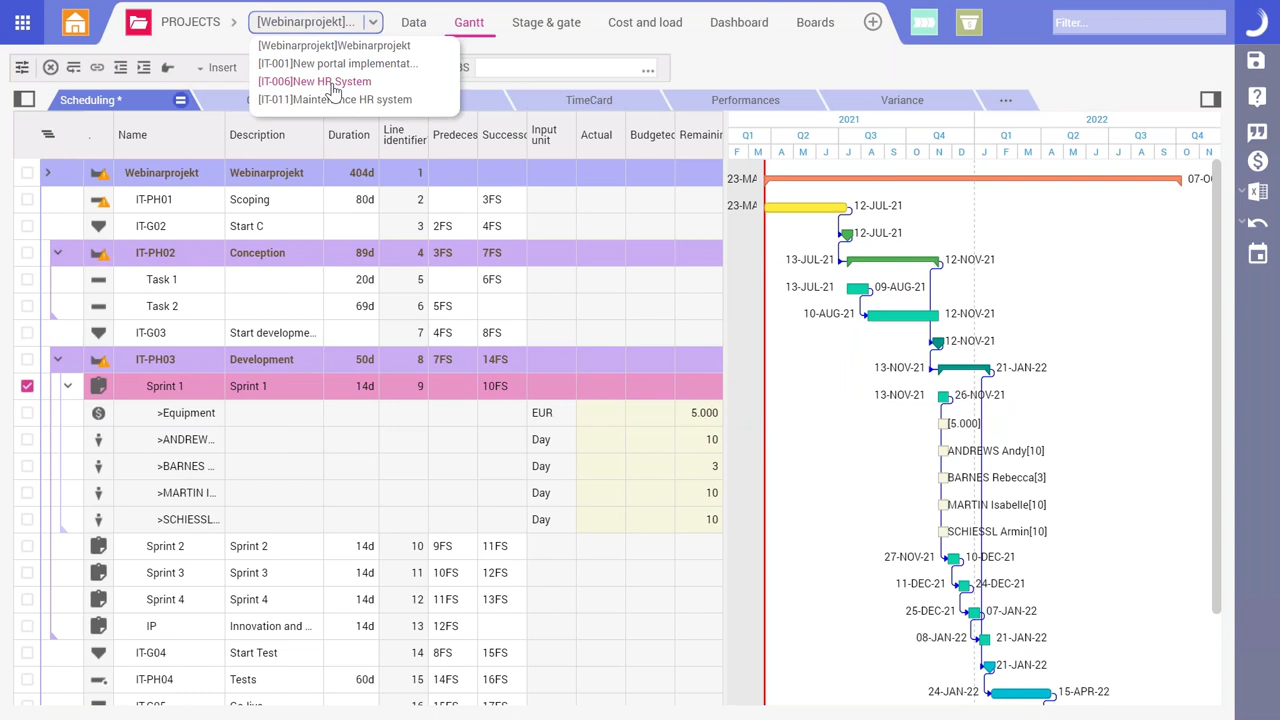 PROJECTS
[Webinarprojekt]...
Data
Gantt
Stage & gate
Cost and load
Dashboard
Boards
Filter...
[Webinarprojekt]Webinarprojekt
[IT-001]New portal implementat...
[IT-006]New HR System
[IT-011]Maintenance HR system
Insert
BS
...
Scheduling *
TimeCard
Performances
Variance
...
. Name Description Duration Line identifier Predeces Successo Input unit Actual Budgeted Remaining
2021 2022
Q1 Q2 Q3 Q4 Q1 Q2 Q3 Q4
F M A M J J A S O N D J F M A M J J A S O N
Webinarprojekt Webinarprojekt 404d 1 23-MA 07-O
IT-PH01 Scoping 80d 2 3FS 23-MA 12-JUL-21
IT-G02 Start C 3 2FS 4FS 12-JUL-21
IT-PH02 Conception 89d 4 3FS 7FS 13-JUL-21 12-NOV-21
Task 1 20d 5 6FS 13-JUL-21 09-AUG-21
Task 2 69d 6 5FS 10-AUG-21 12-NOV-21
IT-G03 Start developme... 7 4FS 8FS 12-NOV-21
IT-PH03 Development 50d 8 7FS 14FS 13-NOV-21 21-JAN-22
Sprint 1 Sprint 1 14d 9 10FS 13-NOV-21 26-NOV-21
>Equipment EUR 5.000 [5.000]
>ANDREW... Day 10 ANDREWS Andy[10]
>BARNES ... Day 3 BARNES Rebecca[3]
>MARTIN I... Day 10 MARTIN Isabelle[10]
>SCHIESSL... Day 10 SCHIESSL Armin[10]
Sprint 2 Sprint 2 14d 10 9FS 11FS 27-NOV-21 10-DEC-21
Sprint 3 Sprint 3 14d 11 10FS 12FS 11-DEC-21 24-DEC-21
Sprint 4 Sprint 4 14d 12 11FS 13FS 25-DEC-21 07-JAN-22
IP Innovation and ... 14d 13 12FS 08-JAN-22 21-JAN-22
IT-G04 Start Test 14 8FS 15FS 21-JAN-22
IT-PH04 Tests 60d 15 14FS 16FS 24-JAN-22 15-APR-22